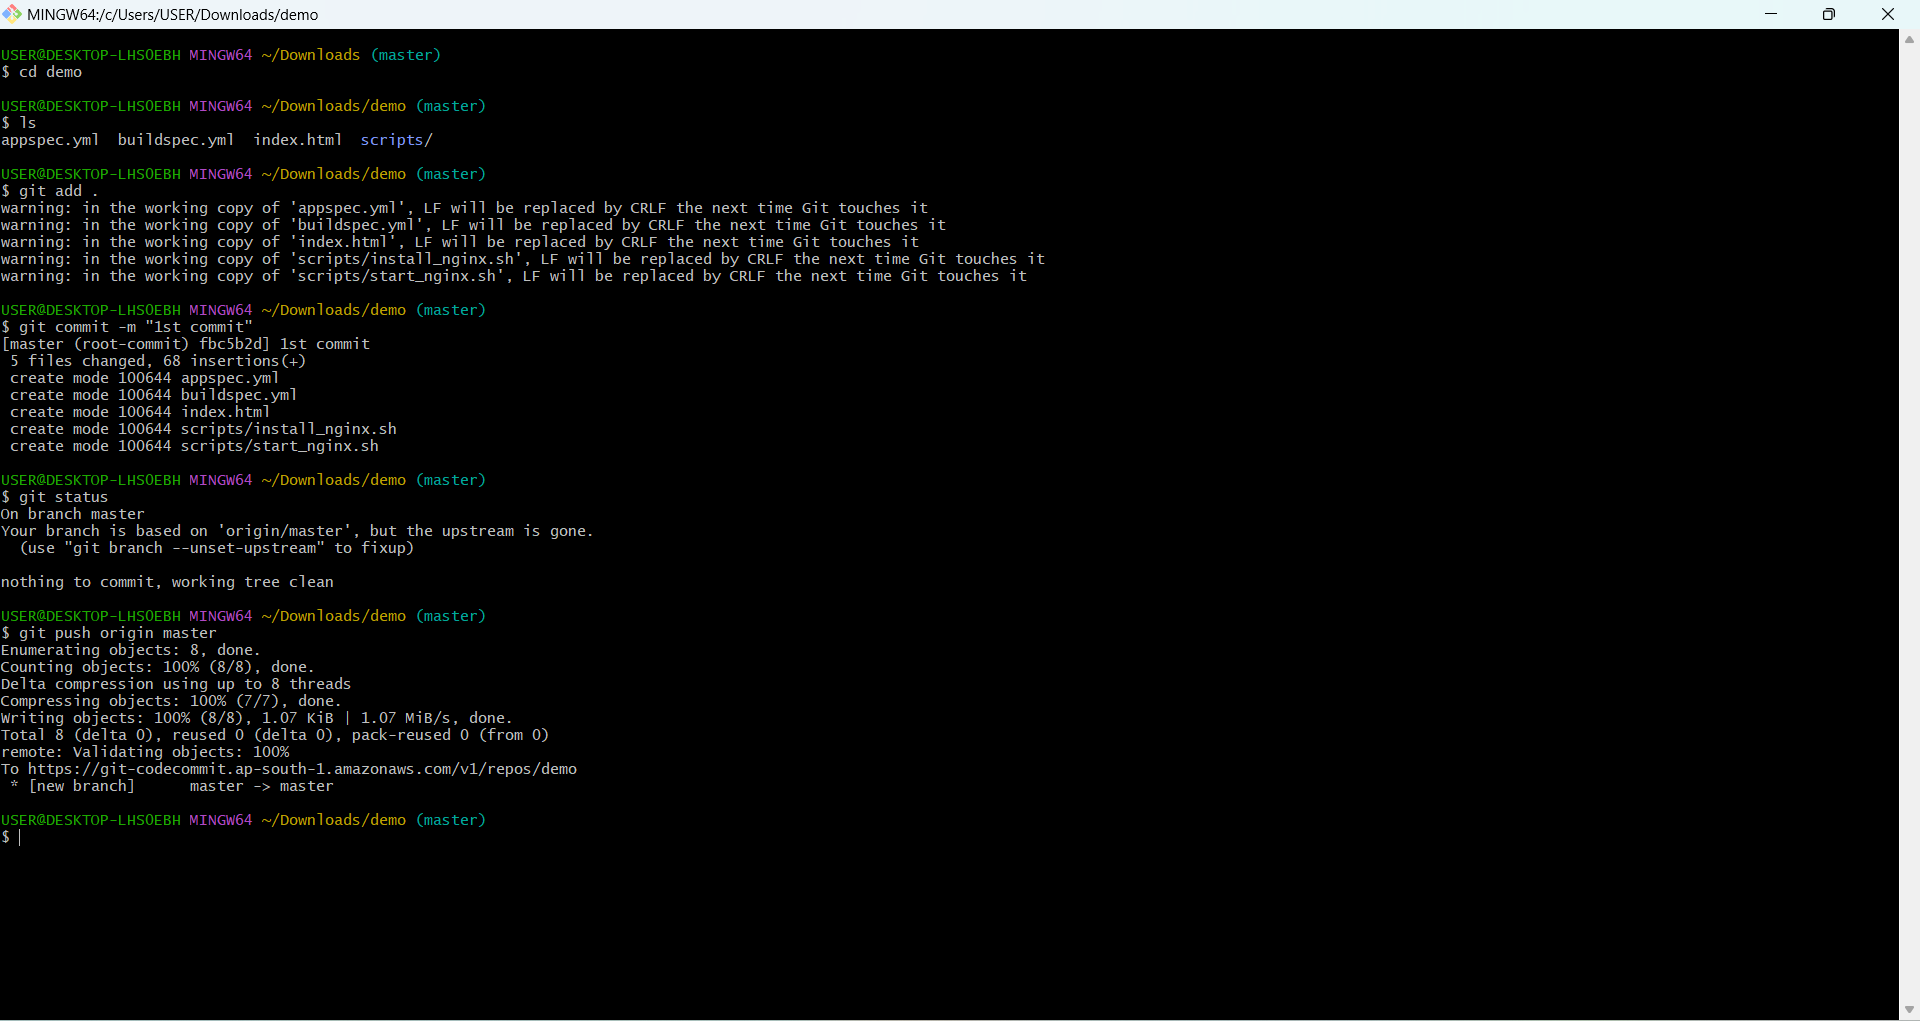 MINGW64:/c/Users/USER/Downloads/demo
USER@DESKTOP-LHSOEBH MINGW64 ~/Downloads (master)
$ cd demo
USER@DESKTOP-LHSOEBH MINGW64 ~/Downloads/demo (master)
$ ls
appspec.yml  buildspec.yml  index.html  scripts/
USER@DESKTOP-LHSOEBH MINGW64 ~/Downloads/demo (master)
$ git add .
warning: in the working copy of 'appspec.yml', LF will be replaced by CRLF the next time Git touches it
warning: in the working copy of 'buildspec.yml', LF will be replaced by CRLF the next time Git touches it
warning: in the working copy of 'index.html', LF will be replaced by CRLF the next time Git touches it
warning: in the working copy of 'scripts/install_nginx.sh', LF will be replaced by CRLF the next time Git touches it
warning: in the working copy of 'scripts/start_nginx.sh', LF will be replaced by CRLF the next time Git touches it
USER@DESKTOP-LHSOEBH MINGW64 ~/Downloads/demo (master)
$ git commit -m "1st commit"
[master (root-commit) fbc5b2d] 1st commit
 5 files changed, 68 insertions(+)
 create mode 100644 appspec.yml
 create mode 100644 buildspec.yml
 create mode 100644 index.html
 create mode 100644 scripts/install_nginx.sh
 create mode 100644 scripts/start_nginx.sh
USER@DESKTOP-LHSOEBH MINGW64 ~/Downloads/demo (master)
$ git status
On branch master
Your branch is based on 'origin/master', but the upstream is gone.
  (use "git branch --unset-upstream" to fixup)
nothing to commit, working tree clean
USER@DESKTOP-LHSOEBH MINGW64 ~/Downloads/demo (master)
$ git push origin master
Enumerating objects: 8, done.
Counting objects: 100% (8/8), done.
Delta compression using up to 8 threads
Compressing objects: 100% (7/7), done.
Writing objects: 100% (8/8), 1.07 KiB | 1.07 MiB/s, done.
Total 8 (delta 0), reused 0 (delta 0), pack-reused 0 (from 0)
remote: Validating objects: 100%
To https://git-codecommit.ap-south-1.amazonaws.com/v1/repos/demo
 * [new branch]      master -> master
USER@DESKTOP-LHSOEBH MINGW64 ~/Downloads/demo (master)
$